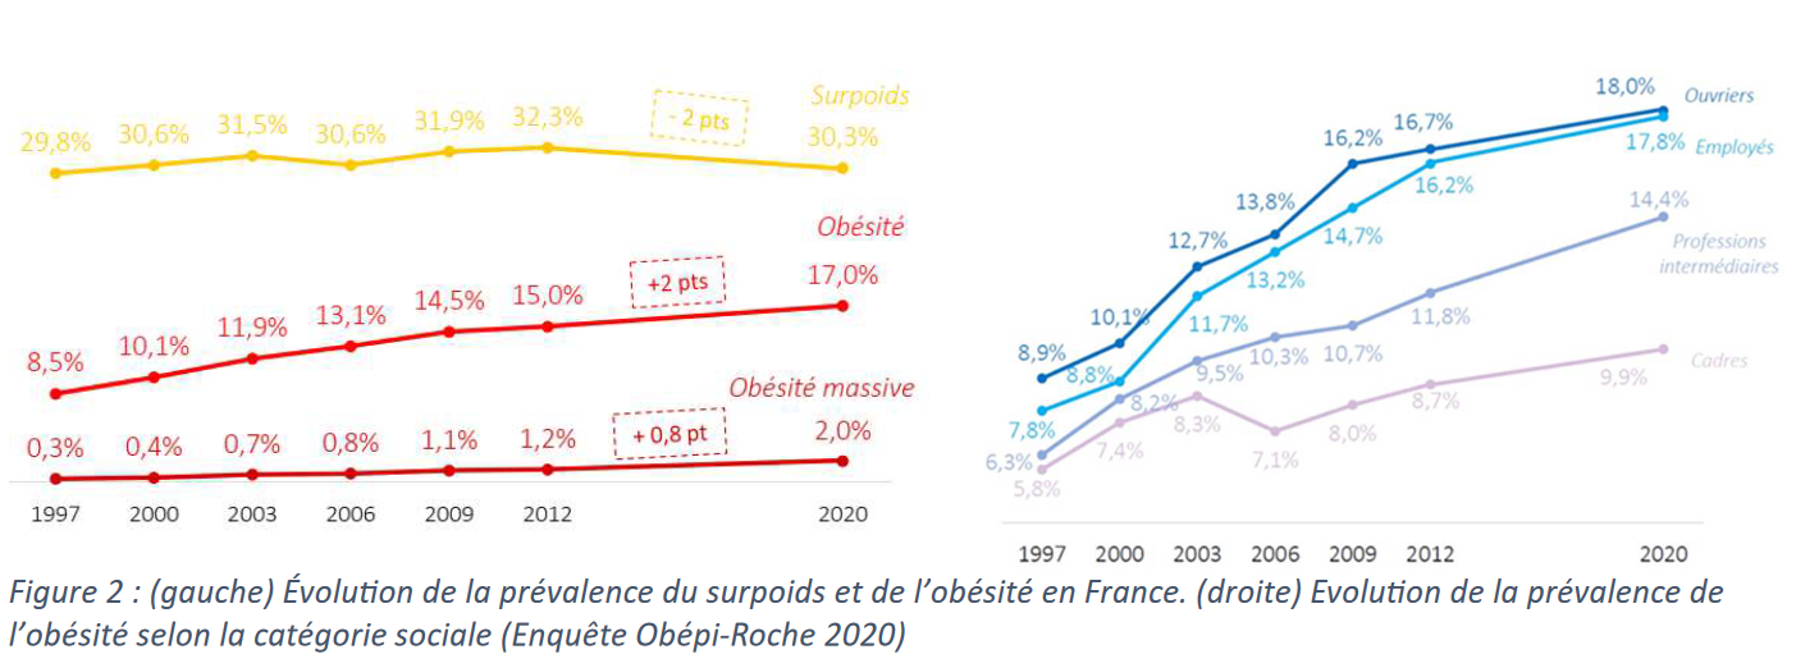 Surpoids
29,8% 30,6% 31,5% 30,6% 31,9% 32,3% - 2 pts 30,3%
Obésité
8,5% 10,1% 11,9% 13,1% 14,5% 15,0% +2 pts 17,0%
Obésité massive
0,3% 0,4% 0,7% 0,8% 1,1% 1,2% + 0,8 pt 2,0%
1997 2000 2003 2006 2009 2012 2020
8,9% 10,1% 12,7% 13,8% 16,2% 16,7% 18,0% Ouvriers
7,8% 8,8% 11,7% 13,2% 14,7% 16,2% 17,8% Employés
6,3% 8,2% 9,5% 10,3% 10,7% 11,8% 14,4%
Professions
intermédiaires
5,8% 7,4% 8,3% 7,1% 8,0% 8,7% 9,9% Cadres
1997 2000 2003 2006 2009 2012 2020
Figure 2 : (gauche) Évolution de la prévalence du surpoids et de l’obésité en France. (droite) Evolution de la prévalence de
l’obésité selon la catégorie sociale (Enquête Obépi-Roche 2020)